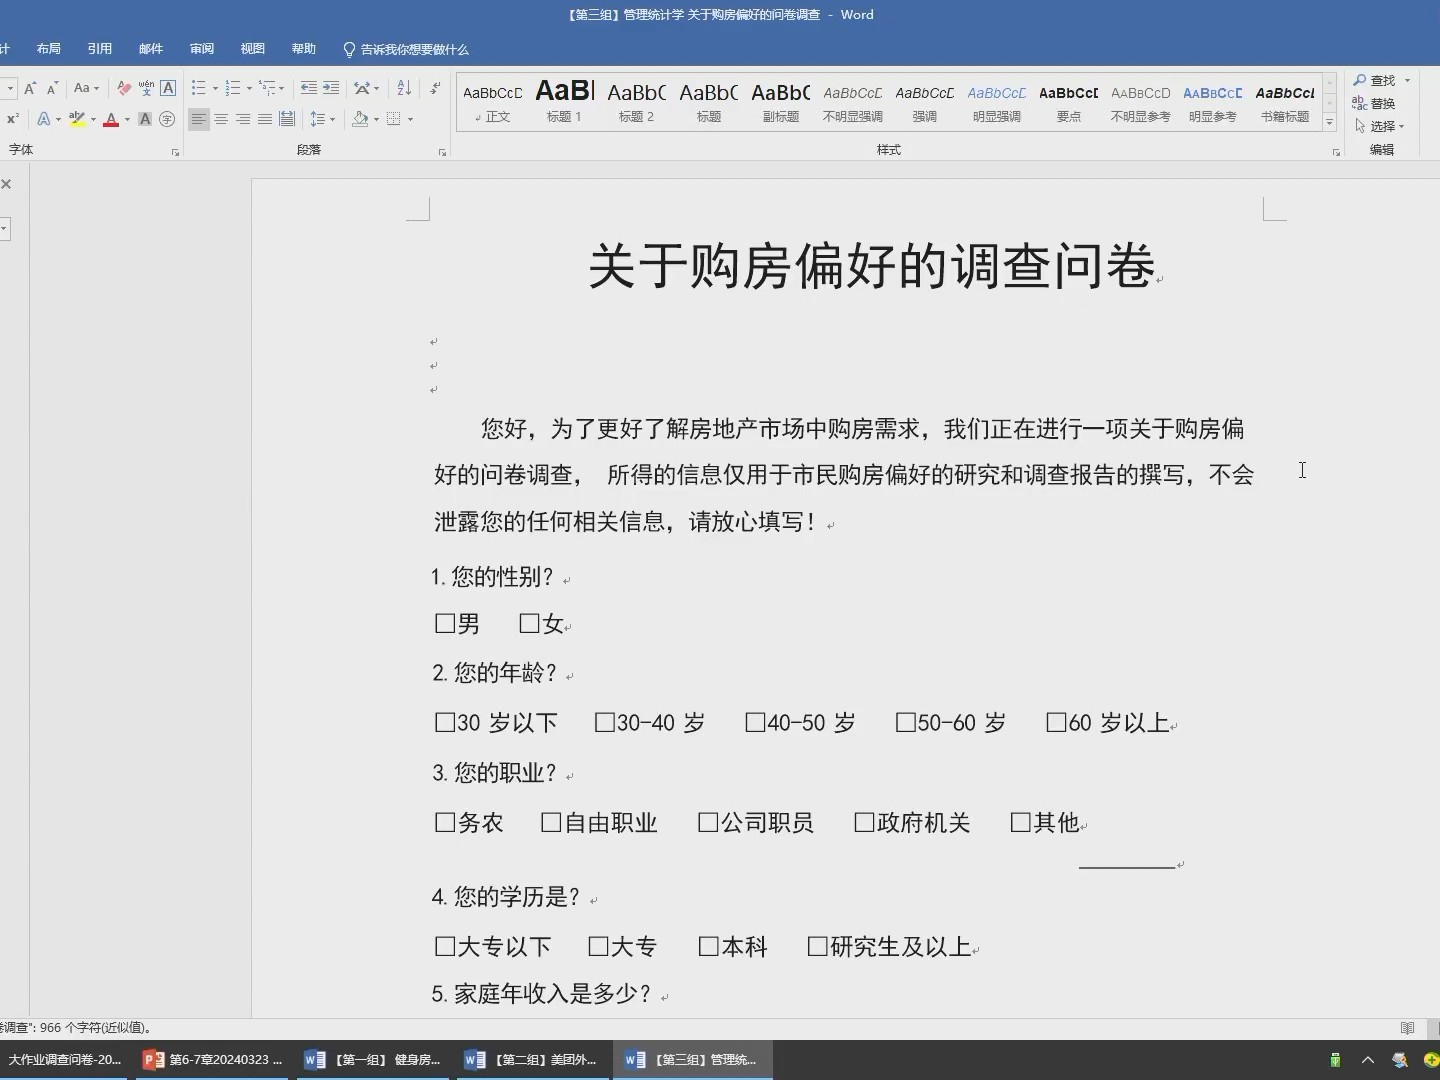 【第三组】管理统计学 关于购房偏好的问卷调查 - Word
计 布局 引用 邮件 审阅 视图 帮助 告诉我你想要做什么
Aa wén A AaBbCcD AaBl AaBbC AaBbC AaBbC AaBbCcD AaBbCcD AaBbCcD AaBbCcD AaBbCcD AaBbCcD AaBbCcD 查找
x² A A A 字 正文 标题 1 标题 2 标题 副标题 不明显强调 强调 明显强调 要点 不明显参考 明显参考 书籍标题 替换
选择
字体 段落 样式 编辑
关于购房偏好的调查问卷
您好，为了更好了解房地产市场中购房需求，我们正在进行一项关于购房偏
好的问卷调查， 所得的信息仅用于市民购房偏好的研究和调查报告的撰写，不会
泄露您的任何相关信息，请放心填写！
1. 您的性别？
□男 □女
2. 您的年龄？
□30 岁以下 □30-40 岁 □40-50 岁 □50-60 岁 □60 岁以上
3. 您的职业？
□务农 □自由职业 □公司职员 □政府机关 □其他
4. 您的学历是？
□大专以下 □大专 □本科 □研究生及以上
5. 家庭年收入是多少？
卷调查": 966 个字符(近似值)。
大作业调查问卷-20... 第6-7章20240323 ... 【第一组】 健身房... 【第二组】美团外... 【第三组】管理统...